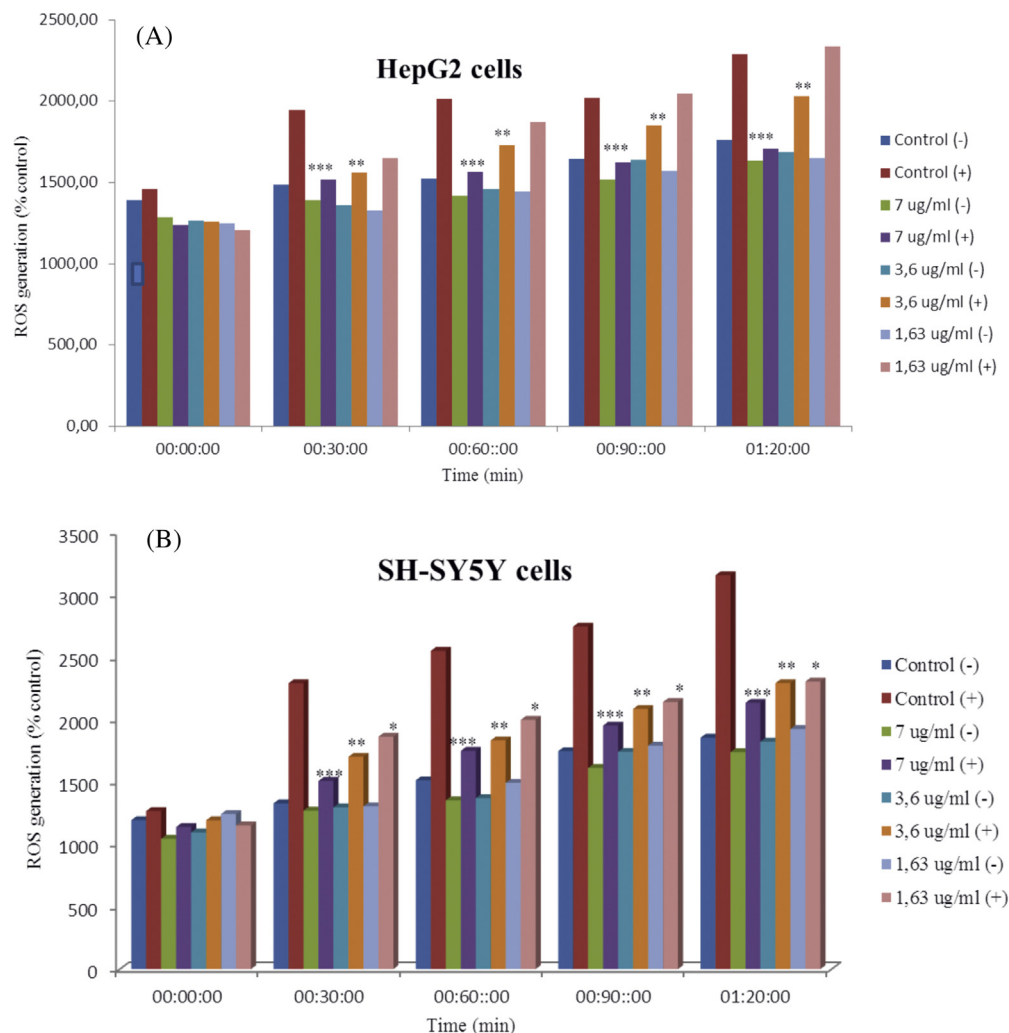 (A)
HepG2 cells
ROS generation (% control)
2500,00
2000,00
1500,00
1000,00
500,00
0,00
*** ** *** ** *** ** *** **
00:00:00 00:30:00 00:60::00 00:90::00 01:20:00
Time (min)
Control (-)
Control (+)
7 ug/ml (-)
7 ug/ml (+)
3,6 ug/ml (-)
3,6 ug/ml (+)
1,63 ug/ml (-)
1,63 ug/ml (+)
(B)
SH-SY5Y cells
ROS generation (% control)
3500
3000
2500
2000
1500
1000
500
0
*** ** * *** ** * *** ** * *** ** *
00:00:00 00:30:00 00:60::00 00:90::00 01:20:00
Time (min)
Control (-)
Control (+)
7 ug/ml (-)
7 ug/ml (+)
3,6 ug/ml (-)
3,6 ug/ml (+)
1,63 ug/ml (-)
1,63 ug/ml (+)